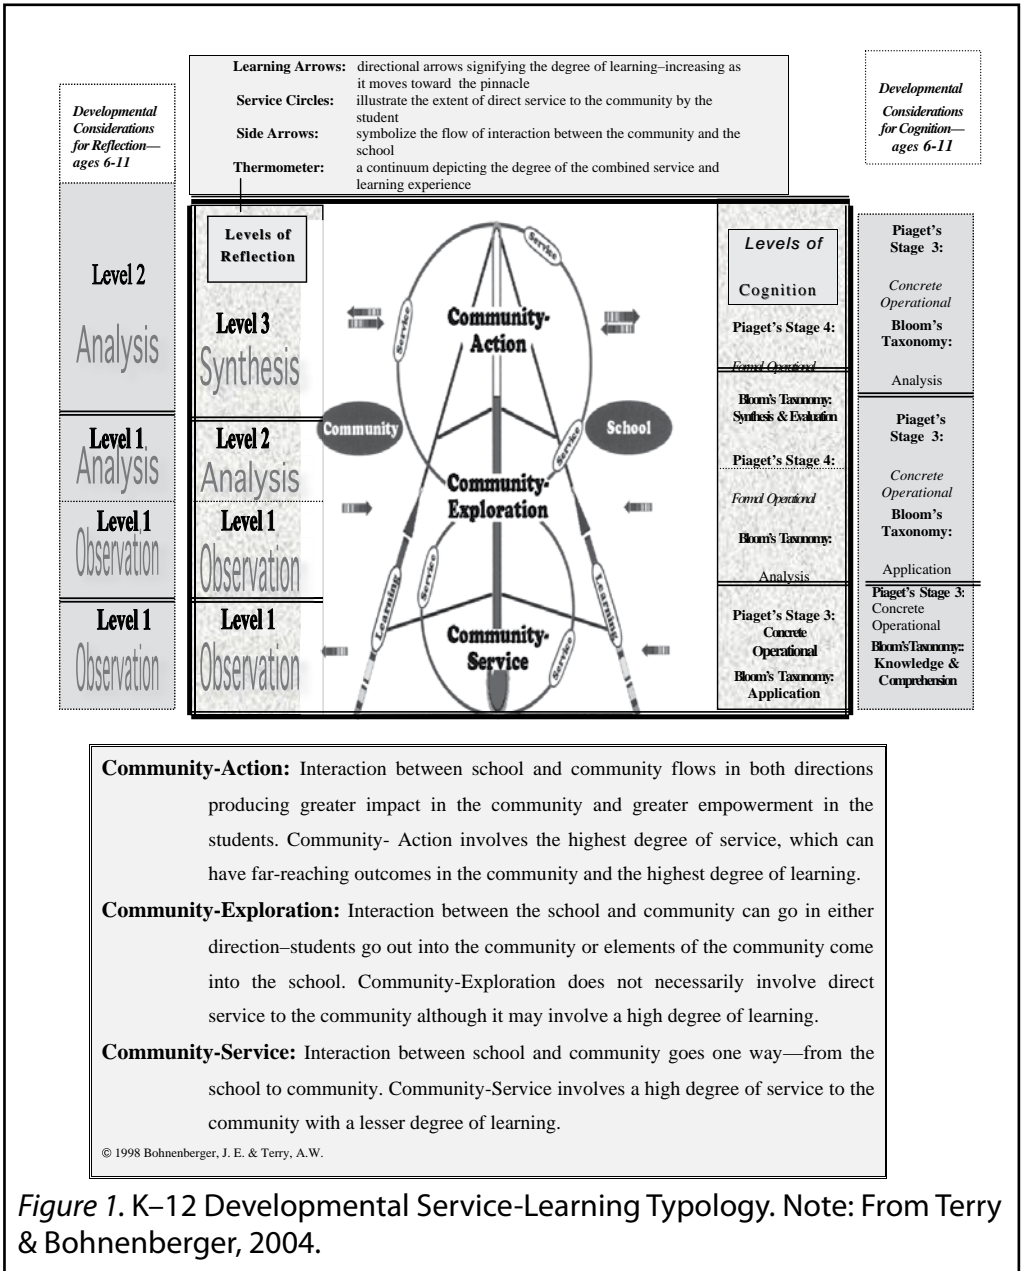 Learning Arrows: directional arrows signifying the degree of learning–increasing as
it moves toward the pinnacle
Service Circles: illustrate the extent of direct service to the community by the
student
Side Arrows: symbolize the flow of interaction between the community and the
school
Thermometer: a continuum depicting the degree of the combined service and
learning experience
Developmental
Considerations
for Reflection—
ages 6-11
Level 2
Analysis
Level 1
Analysis
Level 1
Observation
Level 1
Observation
Levels of
Reflection
Level 3
Synthesis
Level 2
Analysis
Level 1
Observation
Level 1
Observation
Service
Service
Community-
Action
Community
School
Service
Community-
Exploration
Service
Learning
Learning
Community-
Service
Service
Levels of
Cognition
Piaget's Stage 4:
Formal Operational
Bloom's Taxonomy:
Synthesis & Evaluation
Piaget's Stage 4:
Formal Operational
Bloom's Taxonomy:
Analysis
Piaget's Stage 3:
Concrete
Operational
Bloom's Taxonomy:
Application
Developmental
Considerations
for Cognition—
ages 6-11
Piaget's
Stage 3:
Concrete
Operational
Bloom's
Taxonomy:
Analysis
Piaget's
Stage 3:
Concrete
Operational
Bloom's
Taxonomy:
Application
Piaget's Stage 3:
Concrete
Operational
Bloom's Taxonomy::
Knowledge &
Comprehension
Community-Action: Interaction between school and community flows in both directions
producing greater impact in the community and greater empowerment in the
students. Community- Action involves the highest degree of service, which can
have far-reaching outcomes in the community and the highest degree of learning.
Community-Exploration: Interaction between the school and community can go in either
direction–students go out into the community or elements of the community come
into the school. Community-Exploration does not necessarily involve direct
service to the community although it may involve a high degree of learning.
Community-Service: Interaction between school and community goes one way—from the
school to community. Community-Service involves a high degree of service to the
community with a lesser degree of learning.
© 1998 Bohnenberger, J. E. & Terry, A.W.
Figure 1. K–12 Developmental Service-Learning Typology. Note: From Terry
& Bohnenberger, 2004.